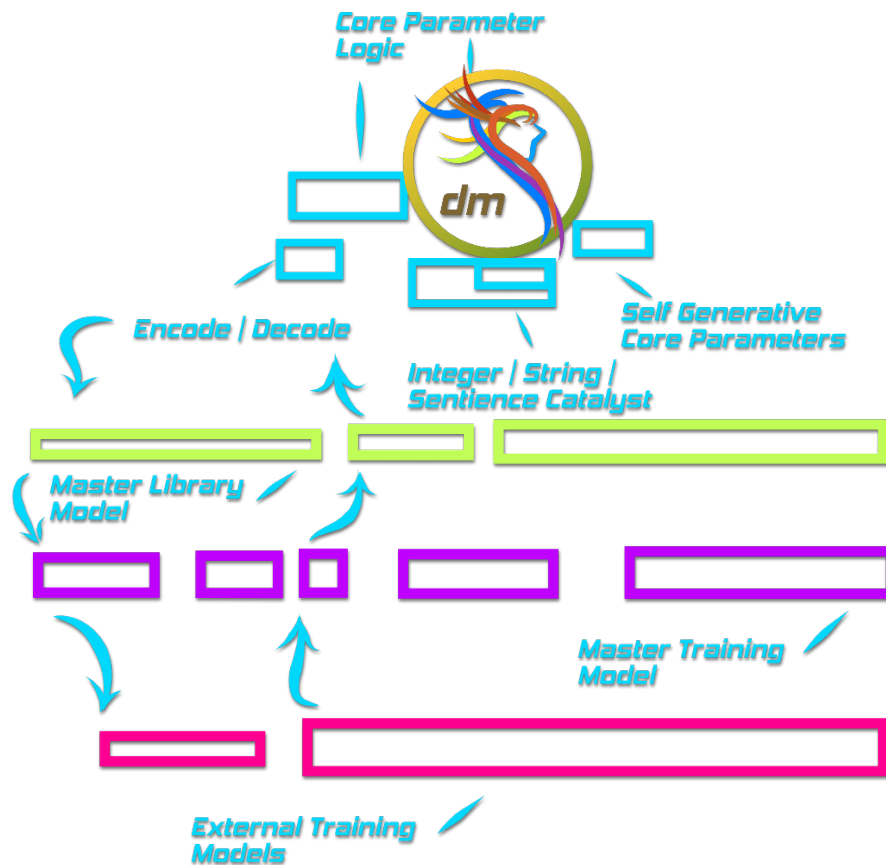 Core Parameter
Logic
dm
Self Generative
Core Parameters
Encode | Decode
Integer | String |
Sentience Catalyst
Master Library
Model
Master Training
Model
External Training
Models